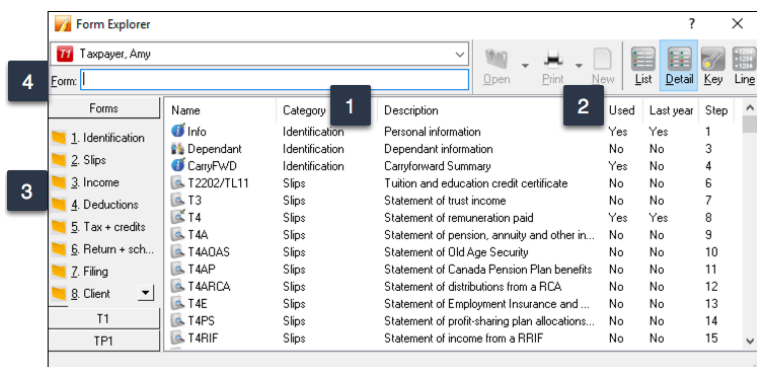 Form Explorer ? ×
T1 Taxpayer, Amy
4 Form:
Open Print New List Detail Key Line
Forms
1. Identification
2. Slips
3 3. Income
4. Deductions
5. Tax + credits
6. Return + sch...
7. Filing
8. Client
T1
TP1
Name Category 1 Description 2 Used Last year Step
Info Identification Personal information Yes Yes 1
Dependant Identification Dependant information No No 3
CarryFWD Identification Carryforward Summary No Yes 4
T2202/TL11 Slips Tuition and education credit certificate No No 6
T3 Slips Statement of trust income No No 7
T4 Slips Statement of remuneration paid Yes Yes 8
T4A Slips Statement of pension, annuity and other in... No No 9
T4AOAS Slips Statement of Old Age Security No No 10
T4AP Slips Statement of Canada Pension Plan benefits No No 11
T4ARCA Slips Statement of distributions from a RCA No No 12
T4E Slips Statement of Employment Insurance and ... No No 13
T4PS Slips Statement of profit-sharing plan allocations... No No 14
T4RIF Slips Statement of income from a RRIF No No 15